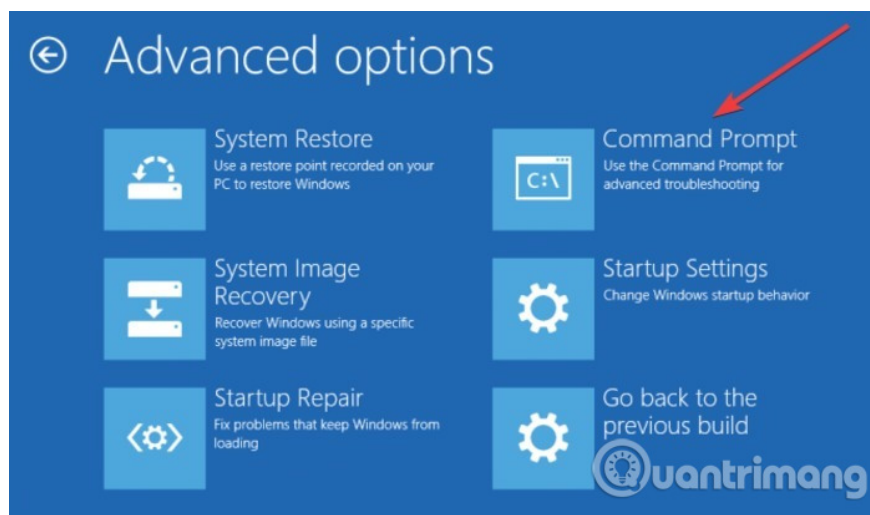 Advanced options
System Restore
Use a restore point recorded on your
PC to restore Windows
Command Prompt
Use the Command Prompt for
advanced troubleshooting
C:\
System Image
Recovery
Recover Windows using a specific
system image file
Startup Settings
Change Windows startup behavior
Startup Repair
Fix problems that keep Windows from
loading
Go back to the
previous build
Quantrimang